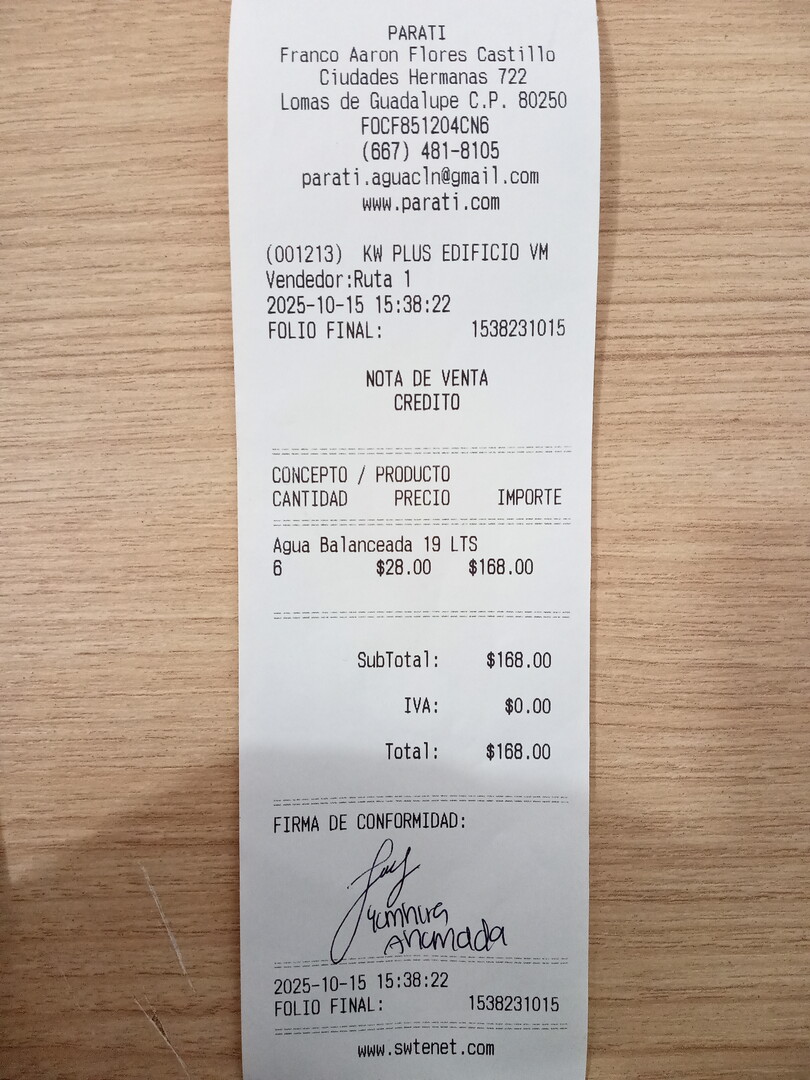 PARATI
Franco Aaron Flores Castillo
Ciudades Hermanas 722
Lomas de Guadalupe C.P. 80250
FOCF851204CN6
(667) 481-8105
parati.aguacln@gmail.com
www.parati.com
(001213) KW PLUS EDIFICIO VM
Vendedor:Ruta 1
2025-10-15 15:38:22
FOLIO FINAL: 1538231015
NOTA DE VENTA
CREDITO
CONCEPTO / PRODUCTO
CANTIDAD PRECIO IMPORTE
Agua Balanceada 19 LTS
6 $28.00 $168.00
SubTotal: $168.00
IVA: $0.00
Total: $168.00
FIRMA DE CONFORMIDAD:
Ahumada
2025-10-15 15:38:22
FOLIO FINAL: 1538231015
www.swtenet.com